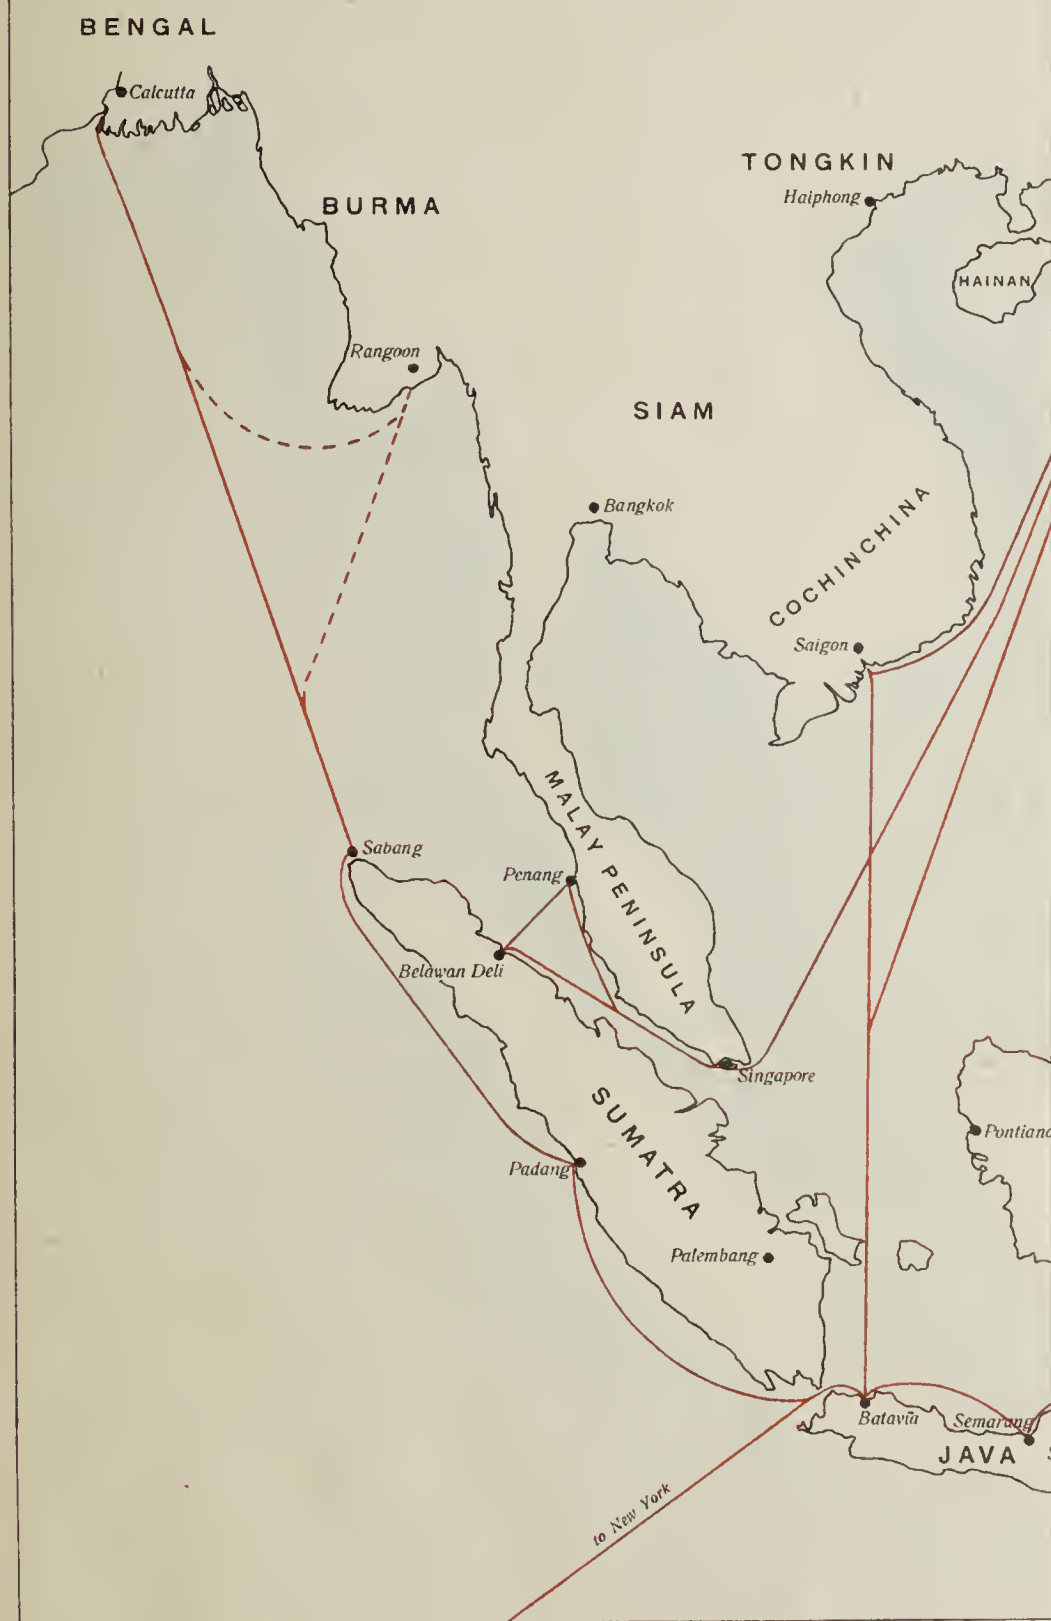 BENGAL
Calcutta
TONGKIN
Haiphong
BURMA
HAINAN
Rangoon
SIAM
Bangkok
COCHINCHINA
Saigon
MALAY PENINSULA
Sabang
Penang
Belawan Deli
Singapore
SUMATRA
Pontiana
Padang
Palembang
Batavia
Semarang
JAVA
to New York